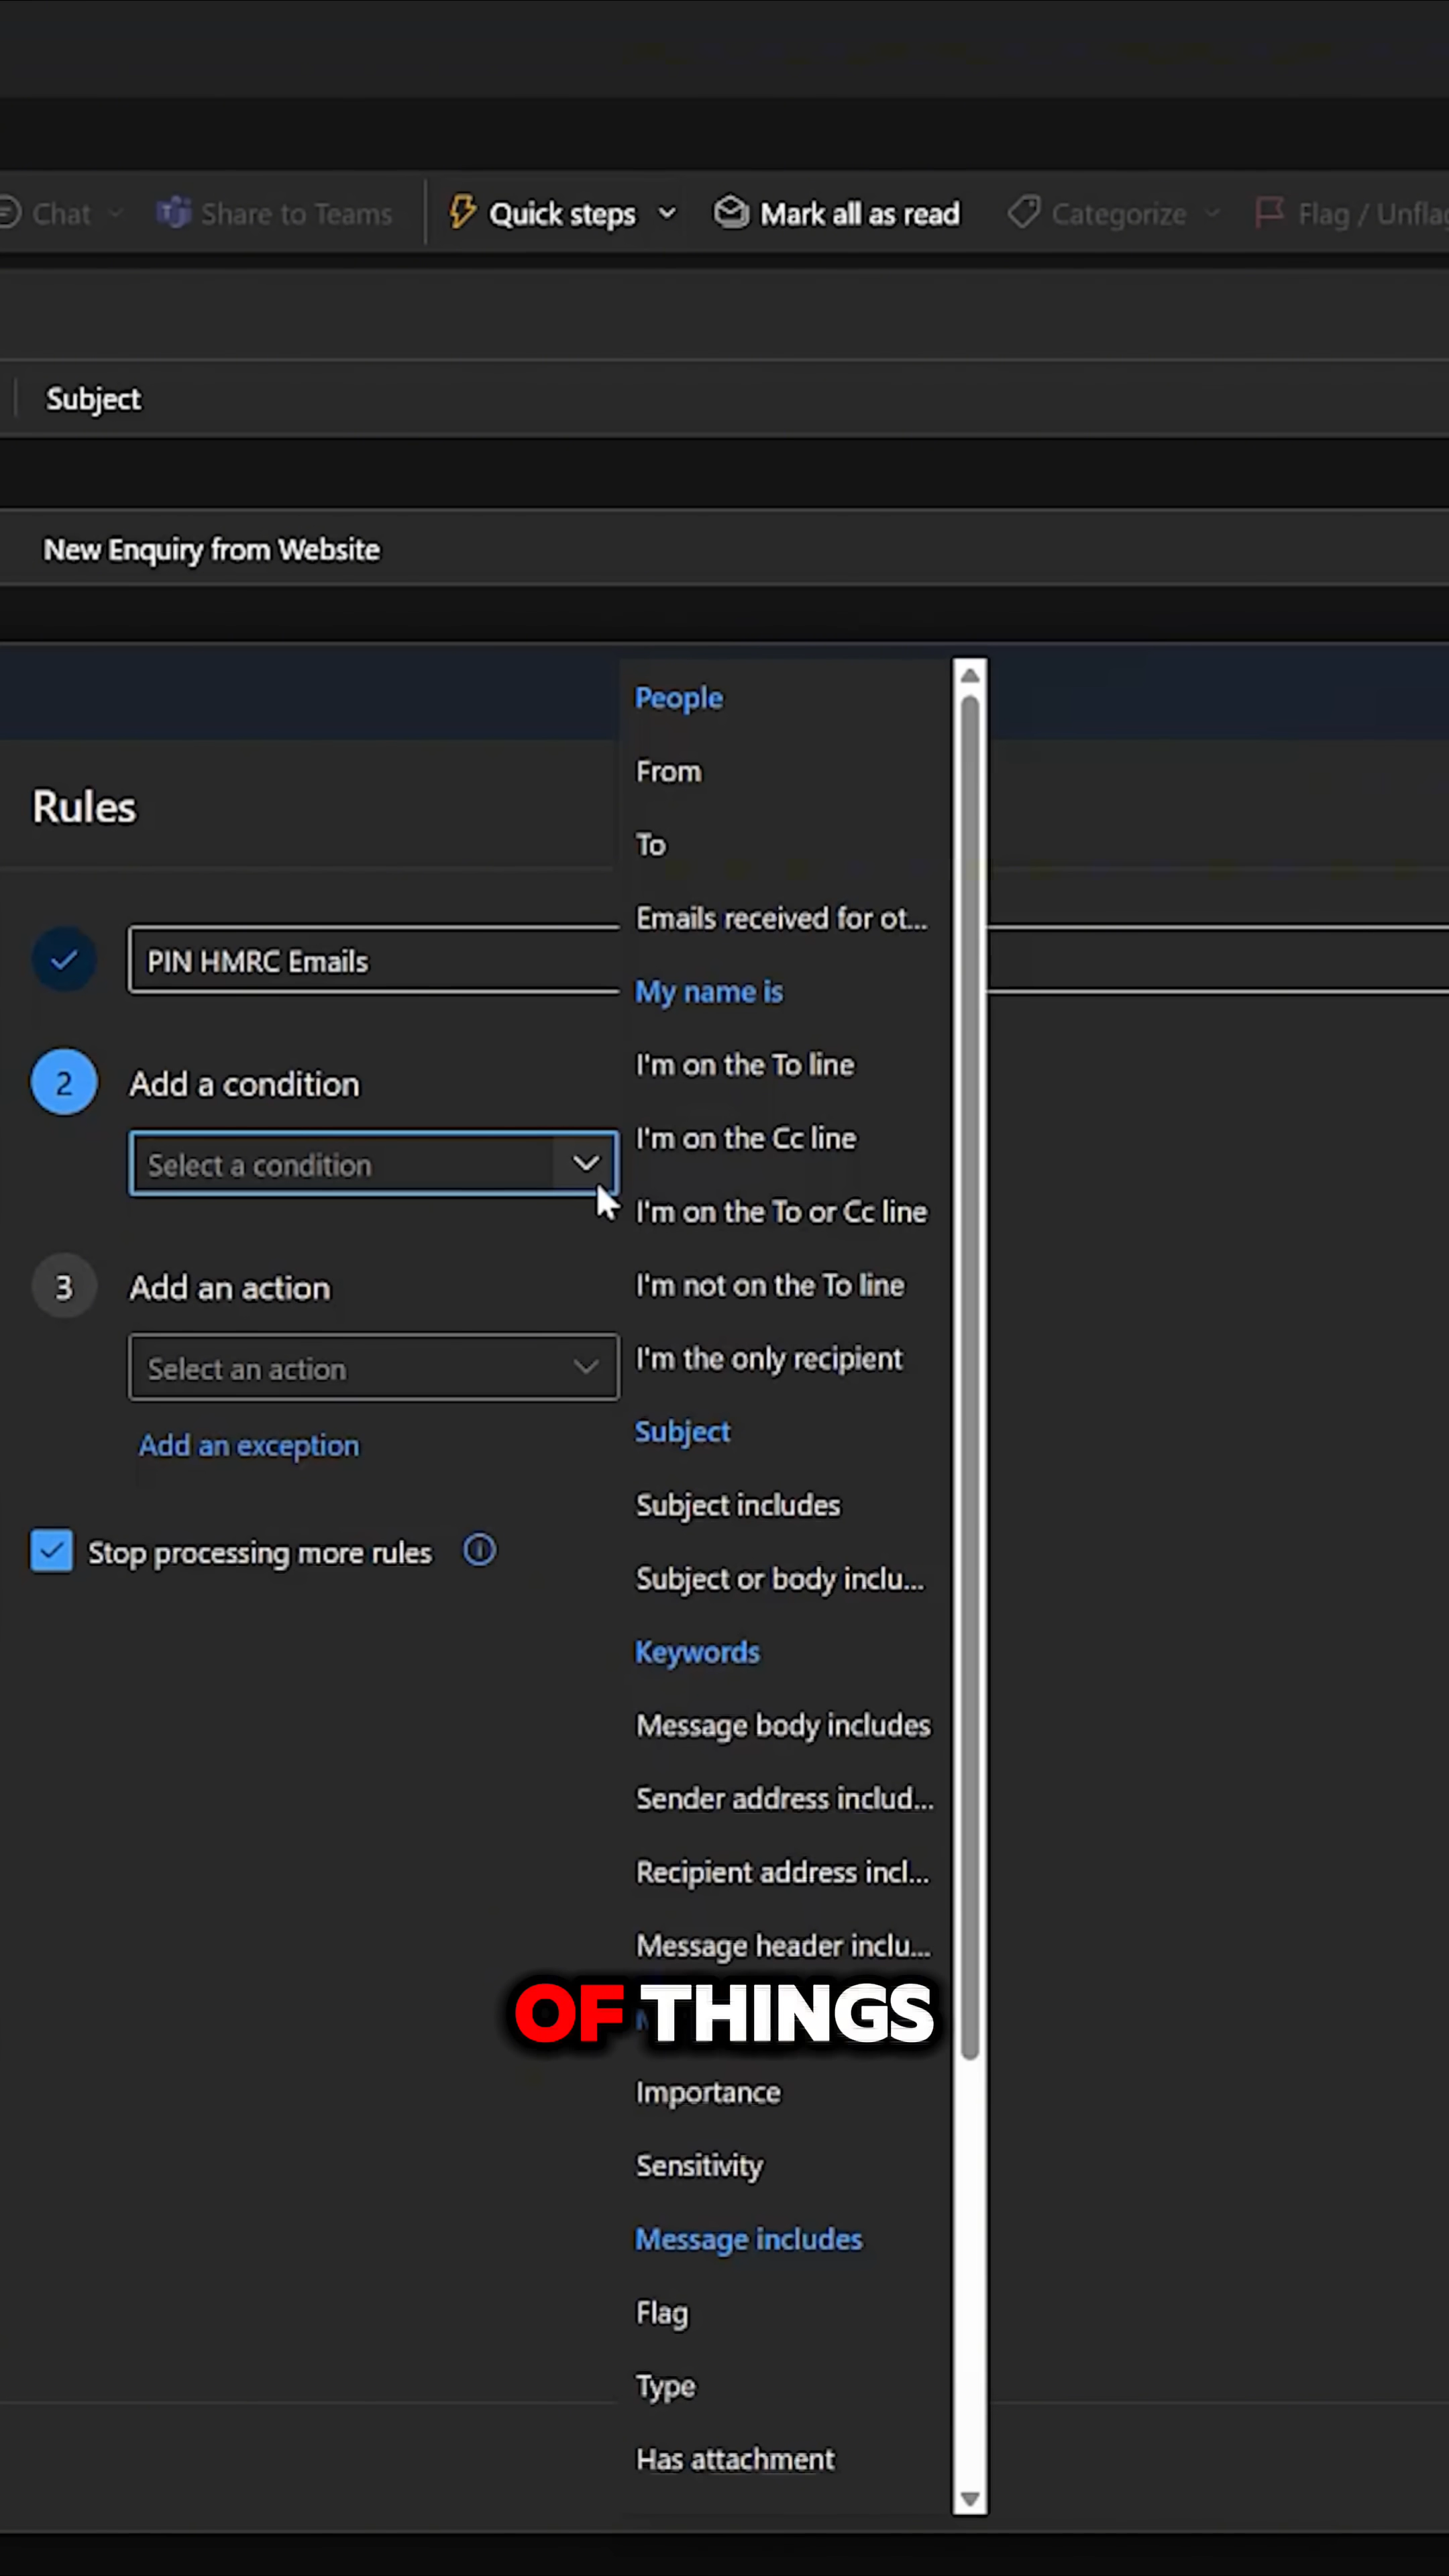 Chat
Share to Teams
Quick steps
Mark all as read
Categorize
Flag / Unflag
Subject
New Enquiry from Website
Rules
PIN HMRC Emails
2 Add a condition
Select a condition
3 Add an action
Select an action
Add an exception
Stop processing more rules
People
From
To
Emails received for ot...
My name is
I'm on the To line
I'm on the Cc line
I'm on the To or Cc line
I'm not on the To line
I'm the only recipient
Subject
Subject includes
Subject or body inclu...
Keywords
Message body includes
Sender address includ...
Recipient address incl...
Message header inclu...
OF THINGS
Importance
Sensitivity
Message includes
Flag
Type
Has attachment